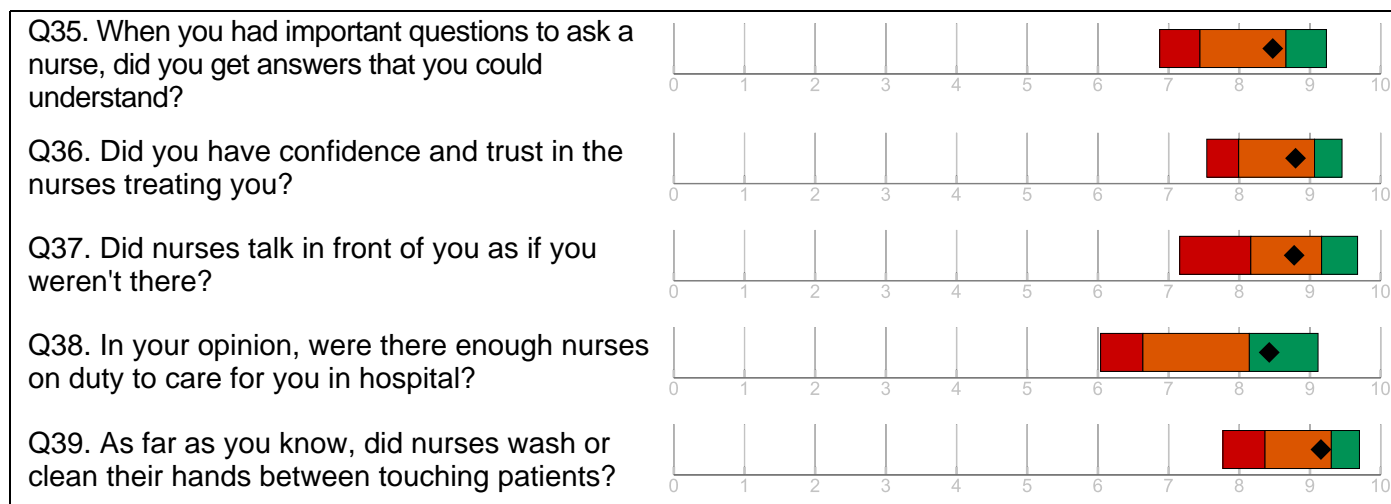 Q35. When you had important questions to ask a
nurse, did you get answers that you could
understand?
0 1 2 3 4 5 6 7 8 9 10
Q36. Did you have confidence and trust in the
nurses treating you?
0 1 2 3 4 5 6 7 8 9 10
Q37. Did nurses talk in front of you as if you
weren't there?
0 1 2 3 4 5 6 7 8 9 10
Q38. In your opinion, were there enough nurses
on duty to care for you in hospital?
0 1 2 3 4 5 6 7 8 9 10
Q39. As far as you know, did nurses wash or
clean their hands between touching patients?
0 1 2 3 4 5 6 7 8 9 10